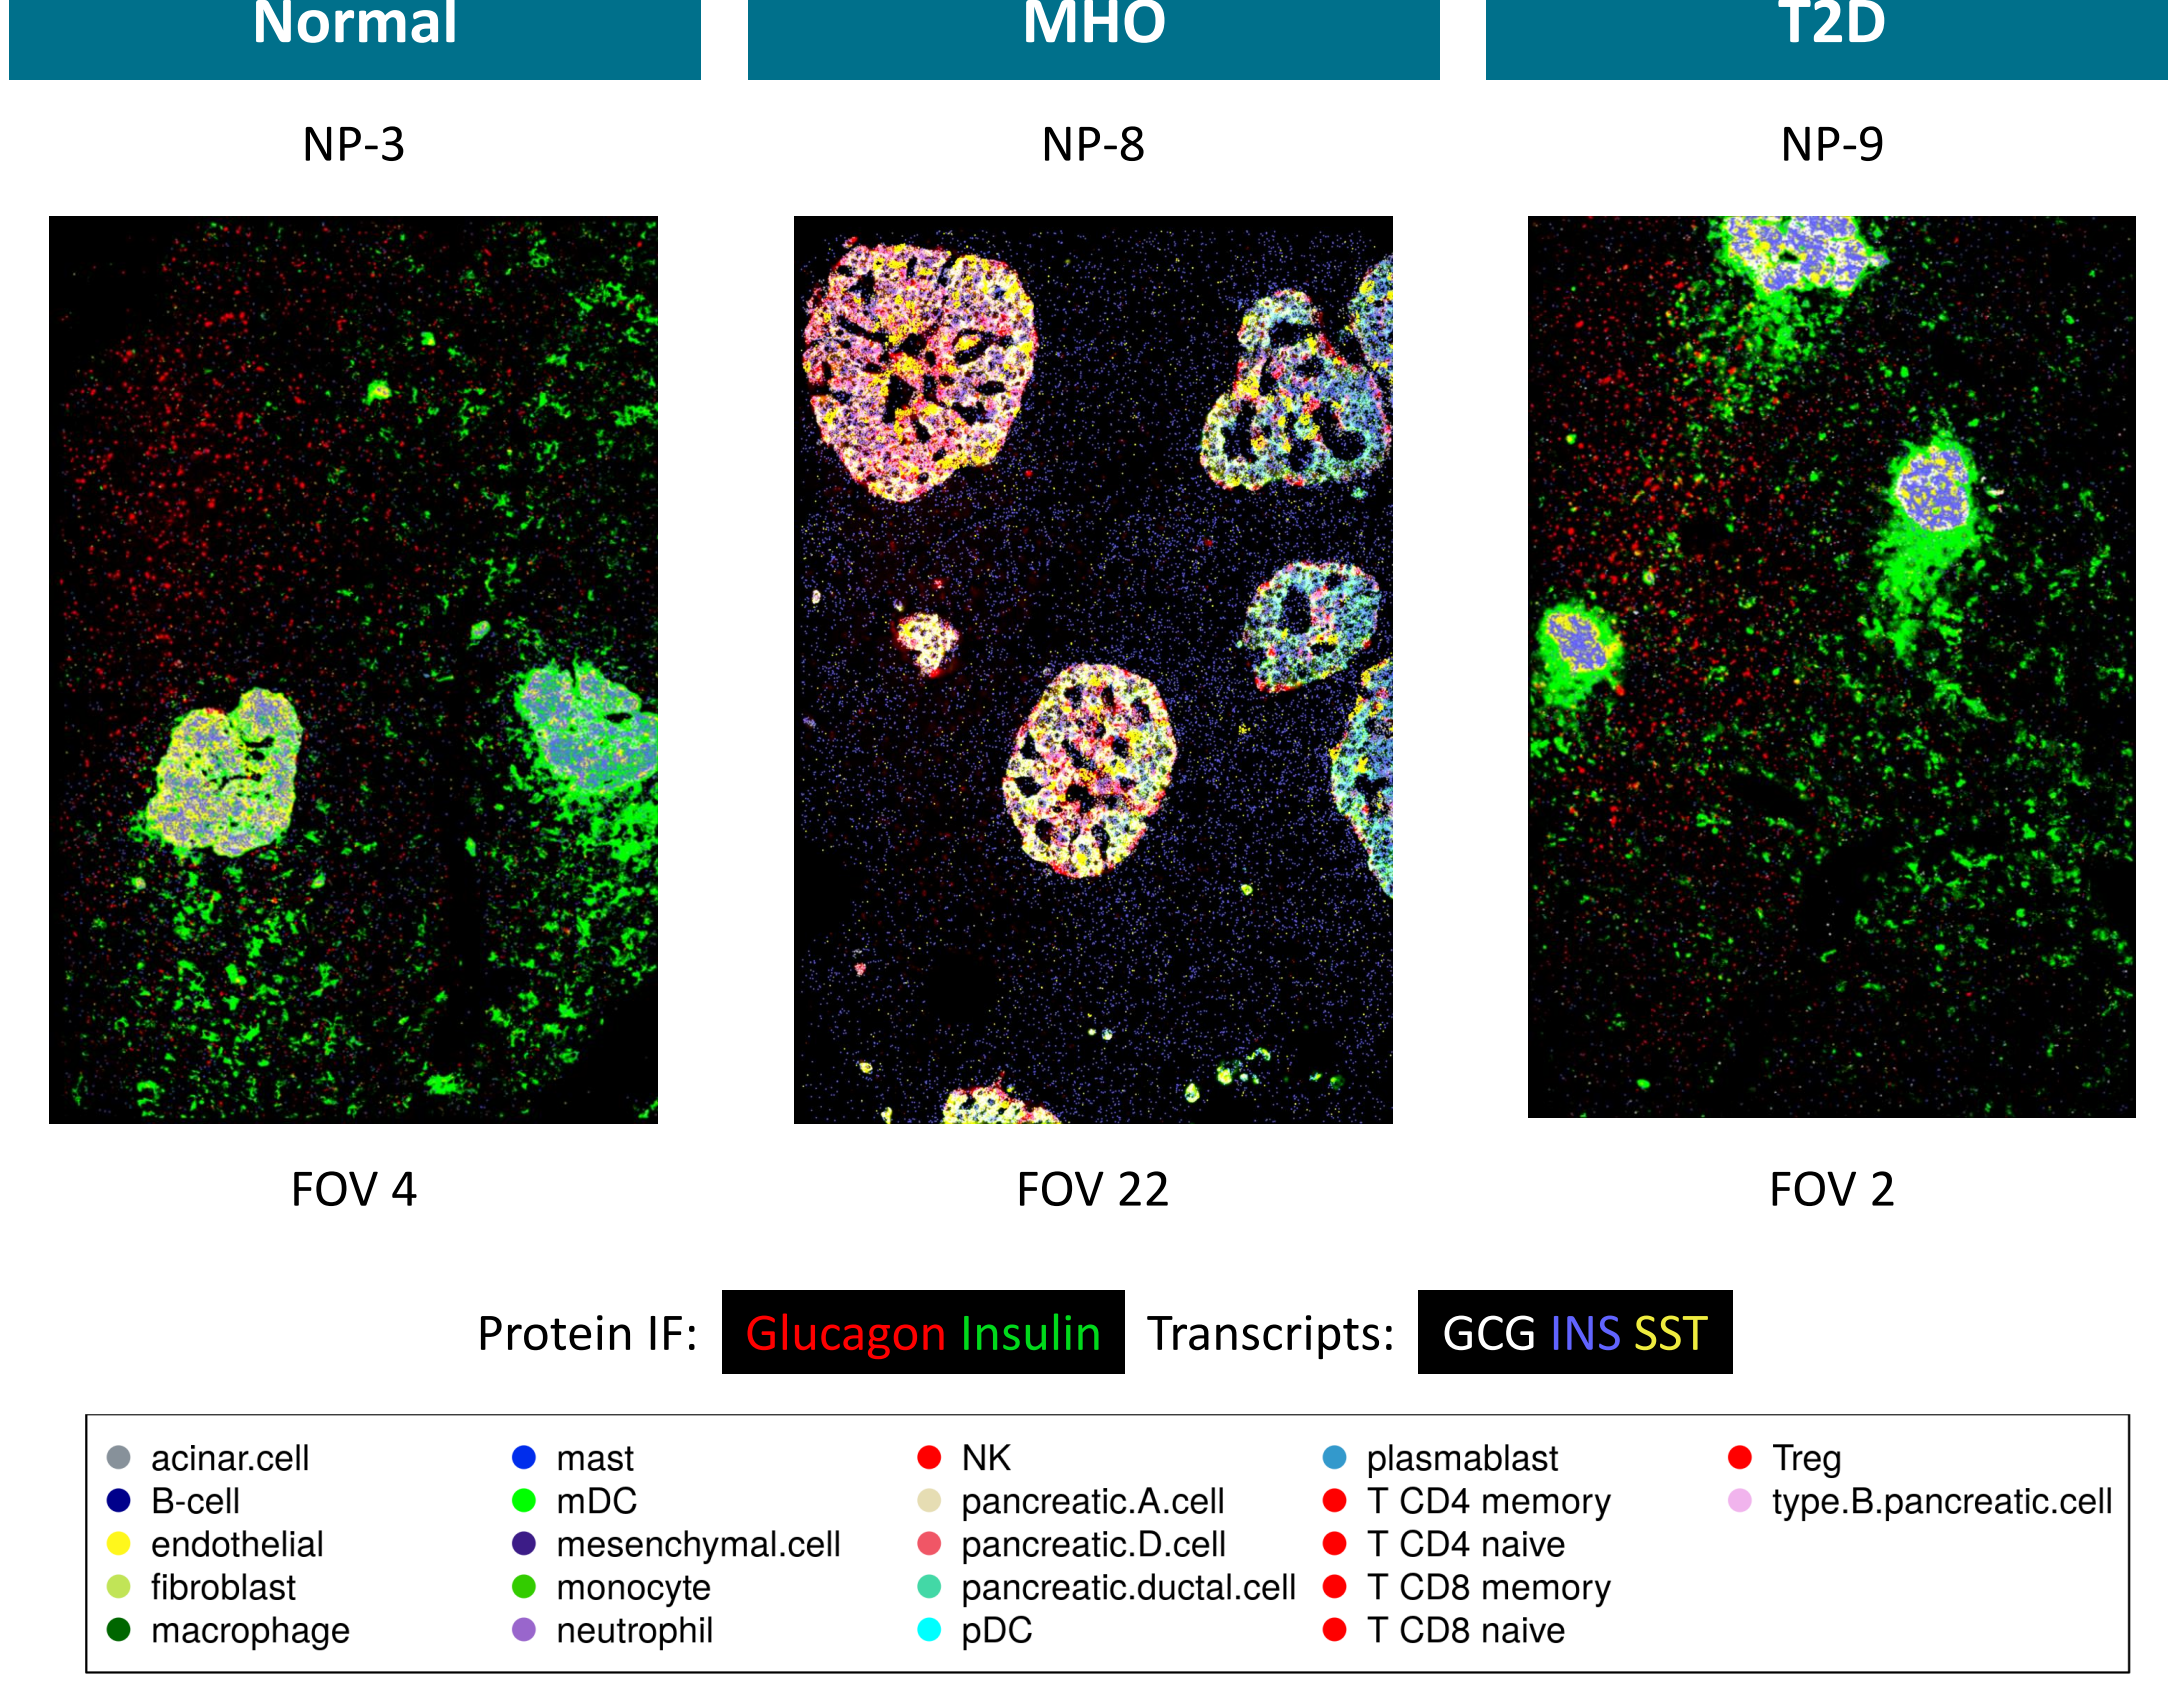 Normal MHO T2D
NP-3 NP-8 NP-9
FOV 4 FOV 22 FOV 2
Protein IF: Glucagon Insulin Transcripts: GCG INS SST
acinar.cell mast NK plasmablast Treg
B-cell mDC pancreatic.A.cell T CD4 memory type.B.pancreatic.cell
endothelial mesenchymal.cell pancreatic.D.cell T CD4 naive
fibroblast monocyte pancreatic.ductal.cell T CD8 memory
macrophage neutrophil pDC T CD8 naive